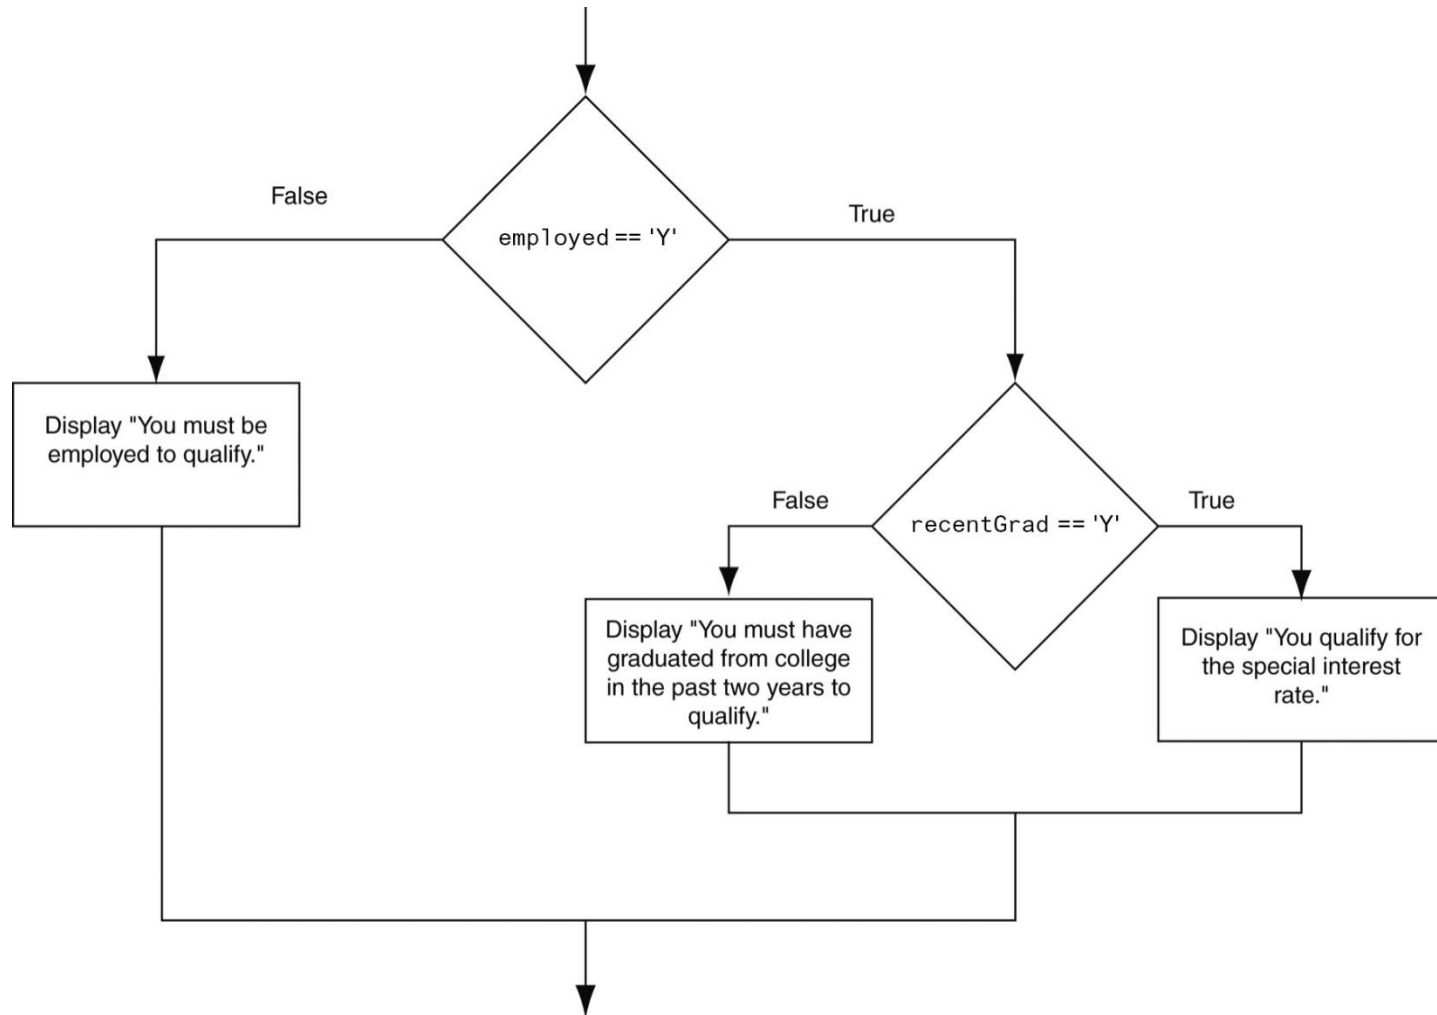 False
True
employed == 'Y'
Display "You must be
employed to qualify."
False
True
recentGrad == 'Y'
Display "You must have
graduated from college
in the past two years to
qualify."
Display "You qualify for
the special interest
rate."